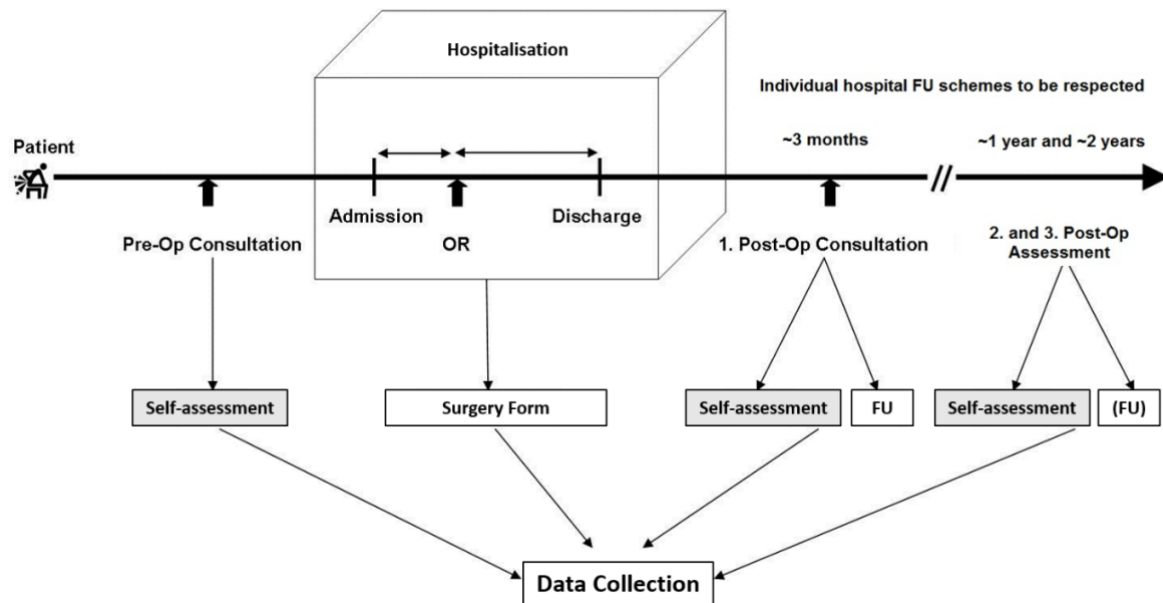 Hospitalisation
Individual hospital FU schemes to be respected
Patient
~3 months
~1 year and ~2 years
Admission
Discharge
Pre-Op Consultation
OR
1. Post-Op Consultation
2. and 3. Post-Op
Assessment
Self-assessment
Surgery Form
Self-assessment
FU
Self-assessment
(FU)
Data Collection